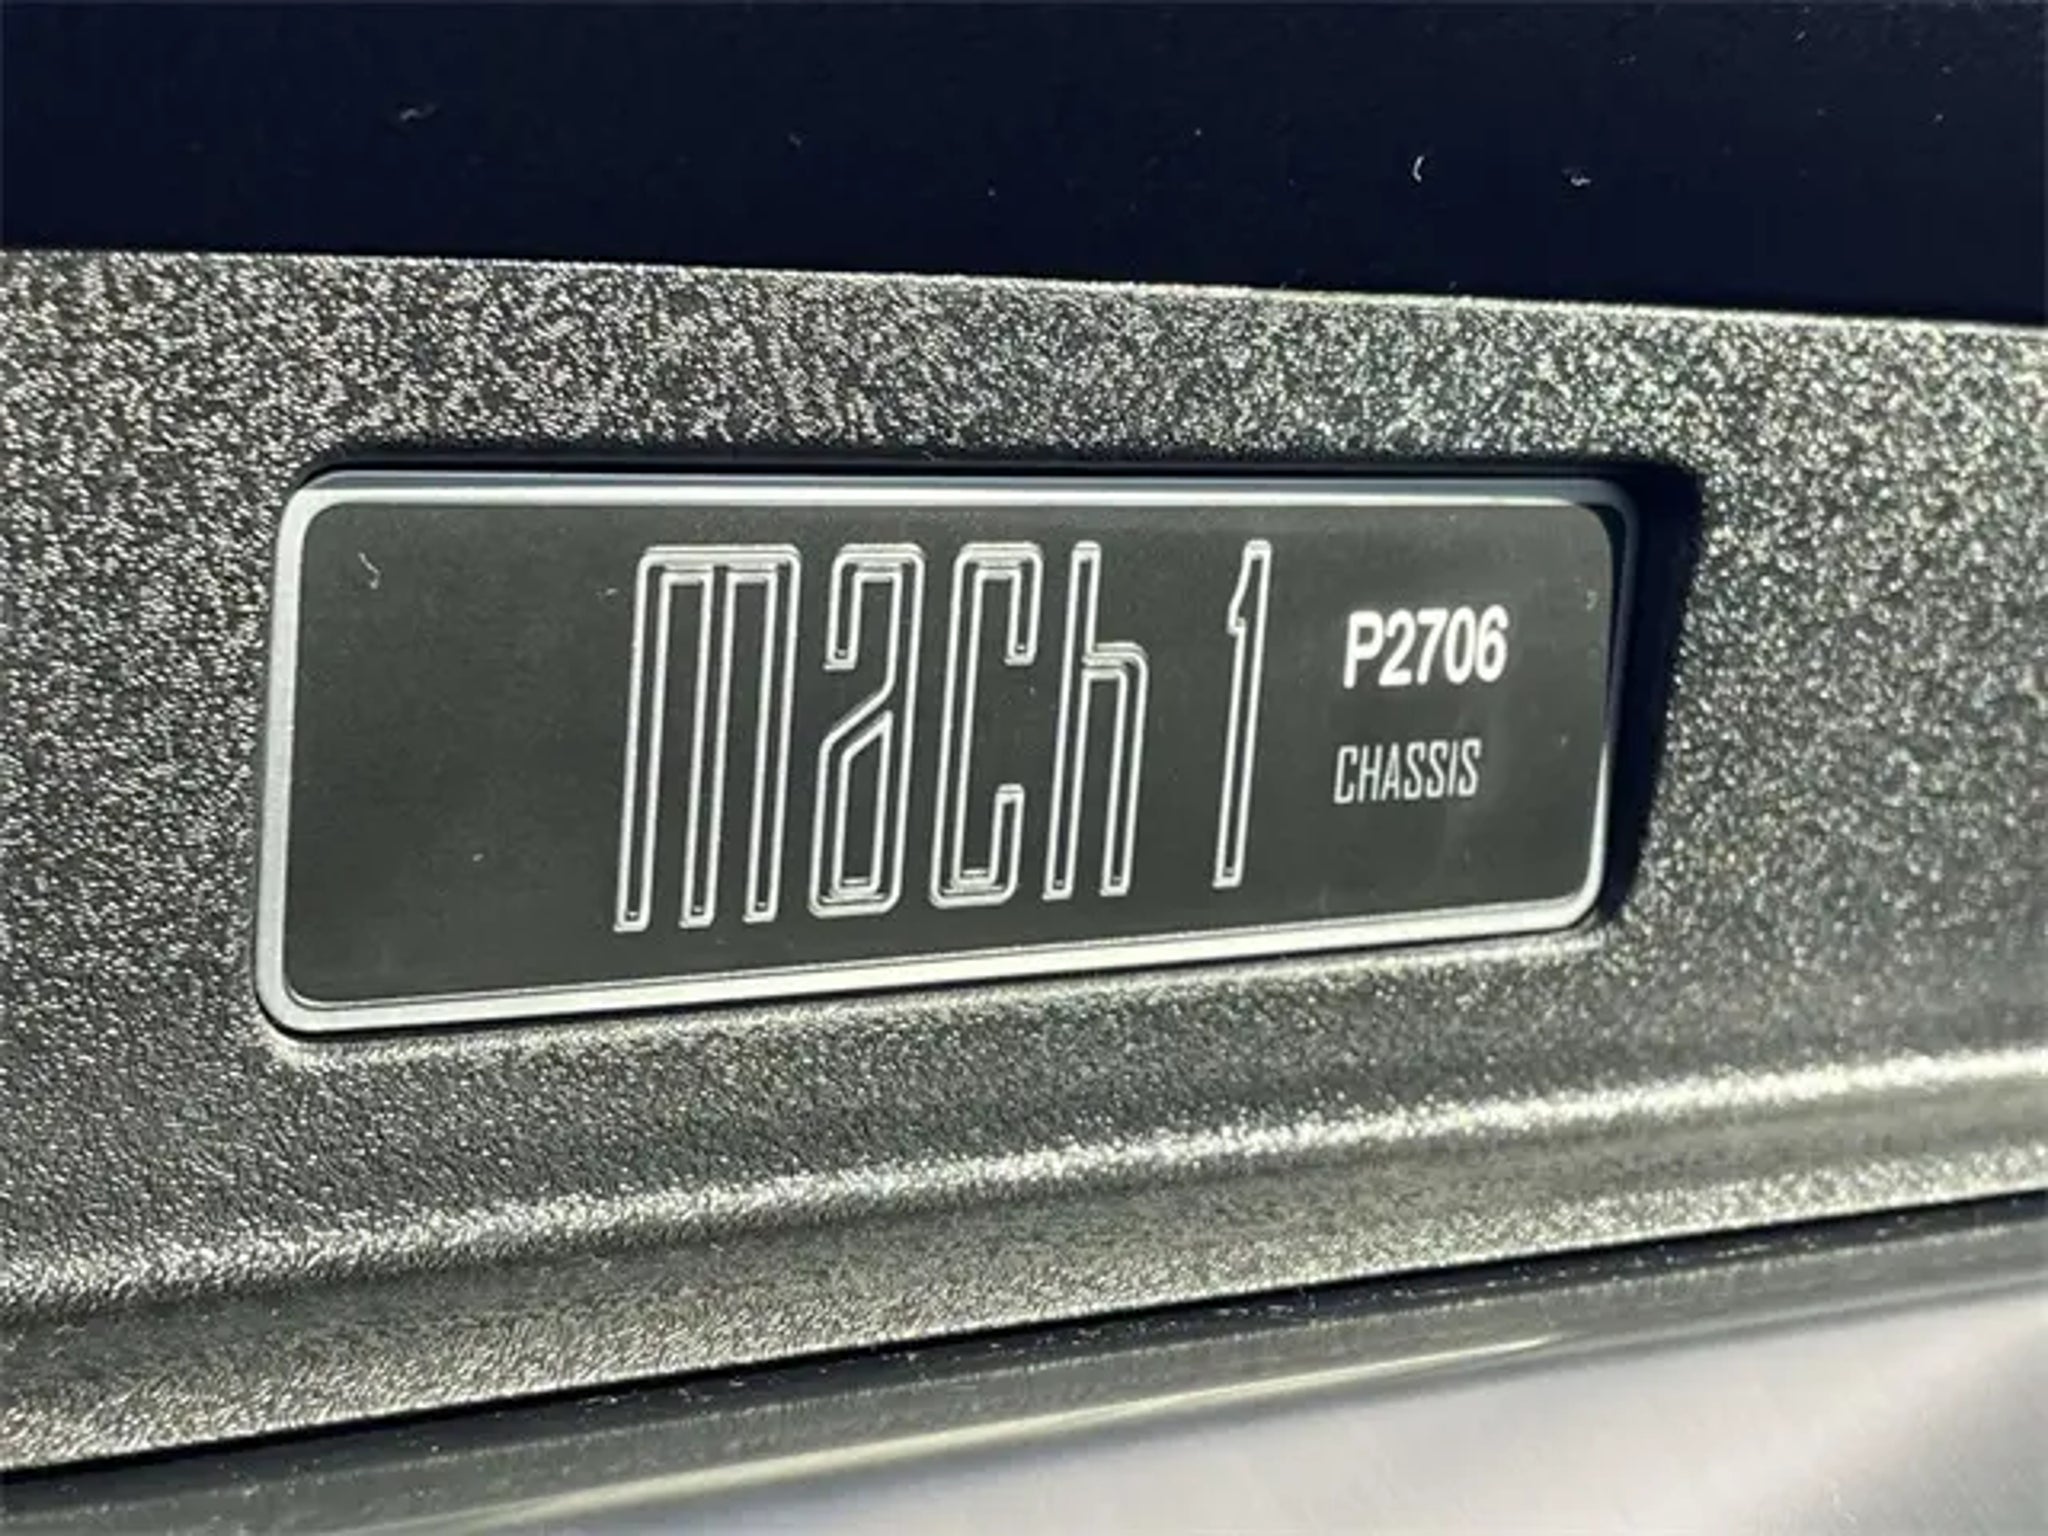 mach 1
P2706
CHASSIS